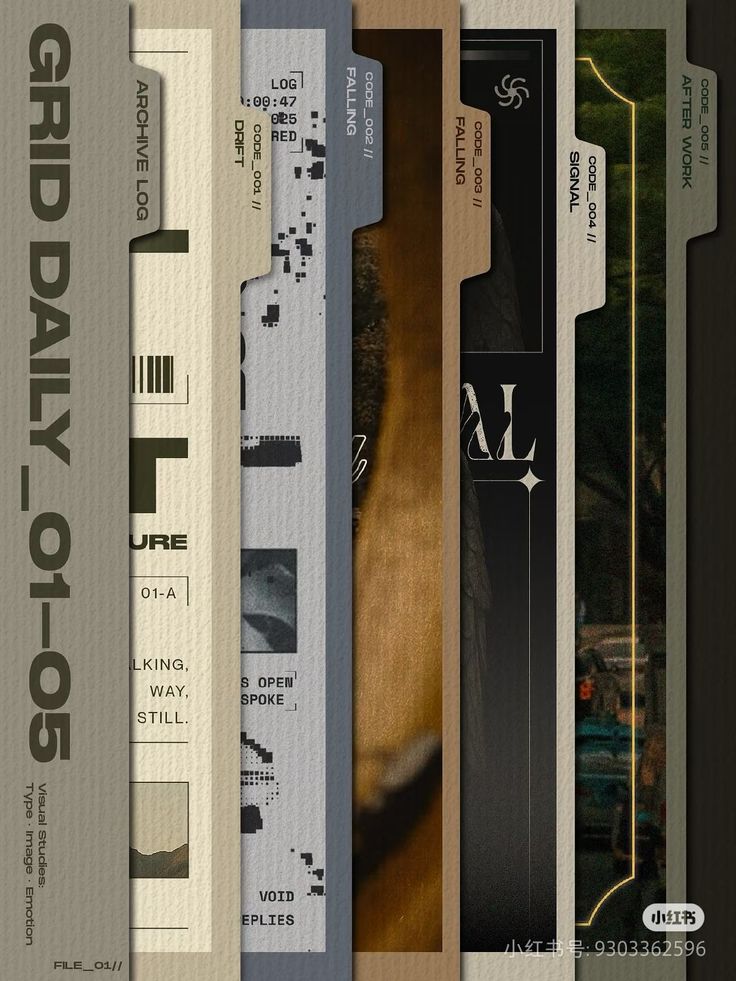 GRID DAILY_01—05
Visual Studies:
Type · Image · Emotion
FILE_01//
ARCHIVE LOG
URE
01-A
LKING,
WAY,
STILL.
CODE_001 //
DRIFT
LOG
:00:47
025
RED
S OPEN
SPOKE
VOID
EPLIES
CODE_002 //
FALLING
CODE_003 //
FALLING
AL
CODE_004 //
SIGNAL
CODE_005 //
AFTER WORK
小红书
小红书号: 9303362596